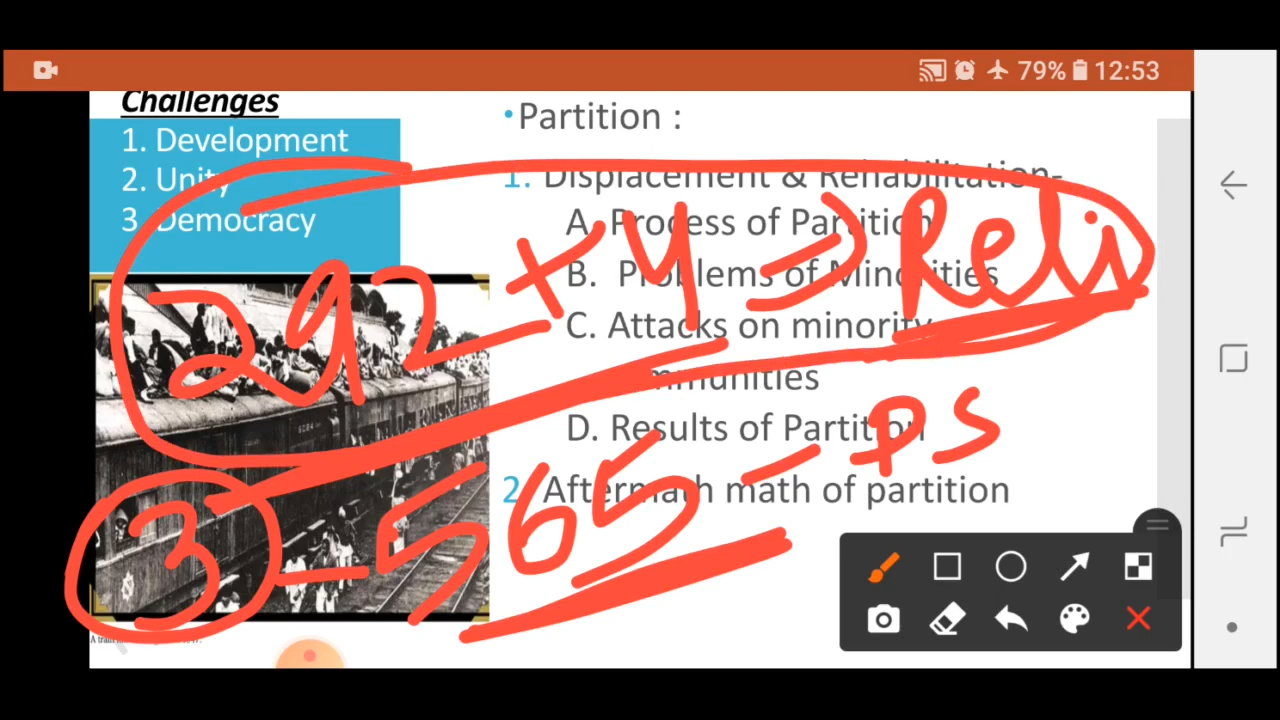 79% 12:53
Challenges
1. Development
2. Unity
3. Democracy
•Partition :
1. Displacement & Rehabilitation-
A. Process of Partition
B. Problems of Minorities
C. Attacks on minority
communities
D. Results of Partition
2. Aftermath math of partition
292 + 4 ⇒ Reli
3 - 565 - PS